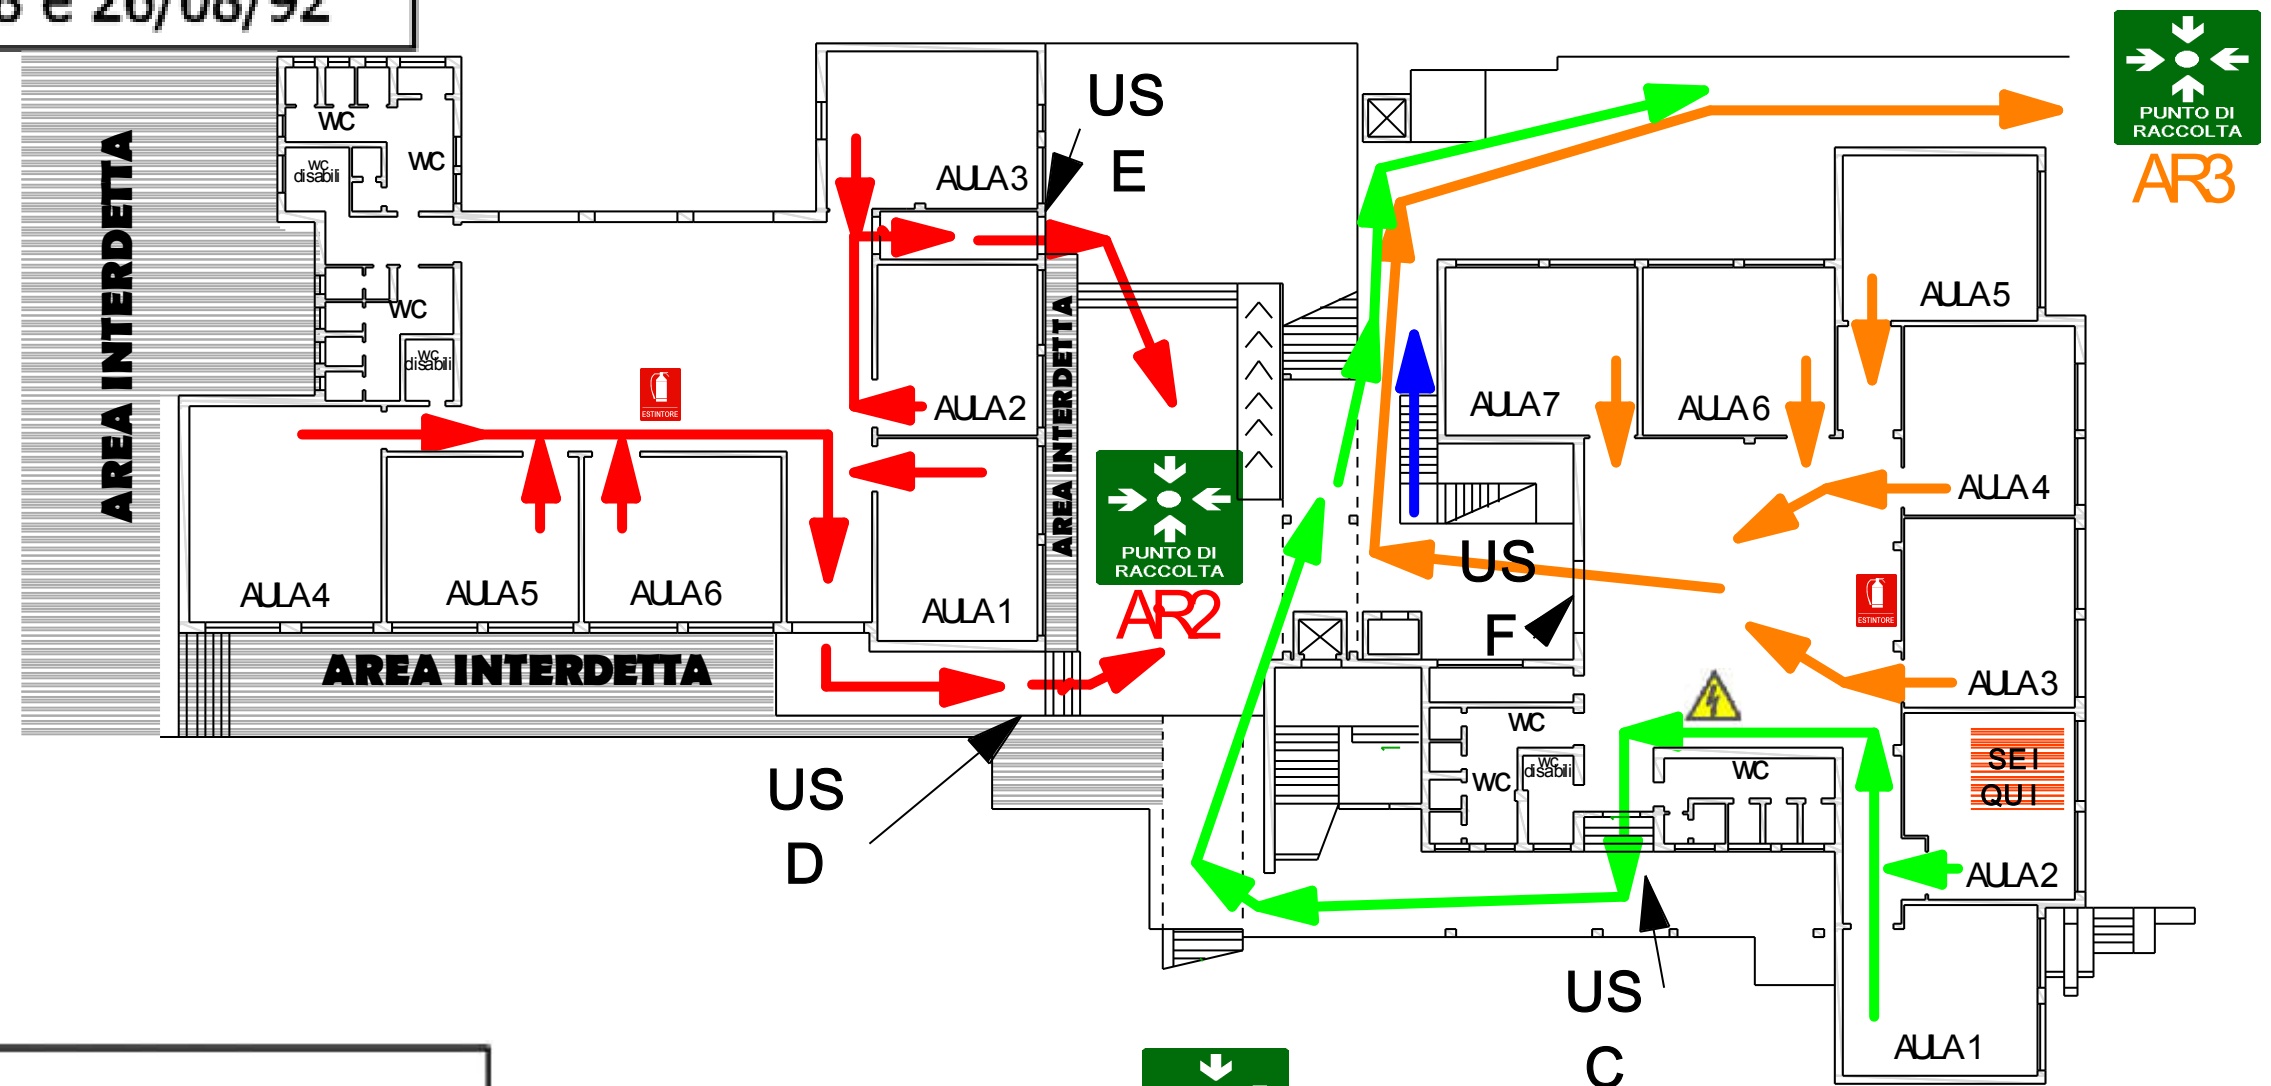 e 26/08/92
PUNTO DI
RACCOLTA
AR3
US
E
WC
WC
wc
disabili
AULA 3
AREA INTERDETTA
WC
wc
disabili
ESTINTORE
AULA 2
AREA INTERDETTA
AULA 5
AULA 7
AULA 6
AULA 4
PUNTO DI
RACCOLTA
AR2
US
F
AULA 4
AULA 5
AULA 6
AULA 1
ESTINTORE
AREA INTERDETTA
AULA 3
WC
WC
wc
disabili
WC
SEI
QUI
US
D
AULA 2
US
C
AULA 1